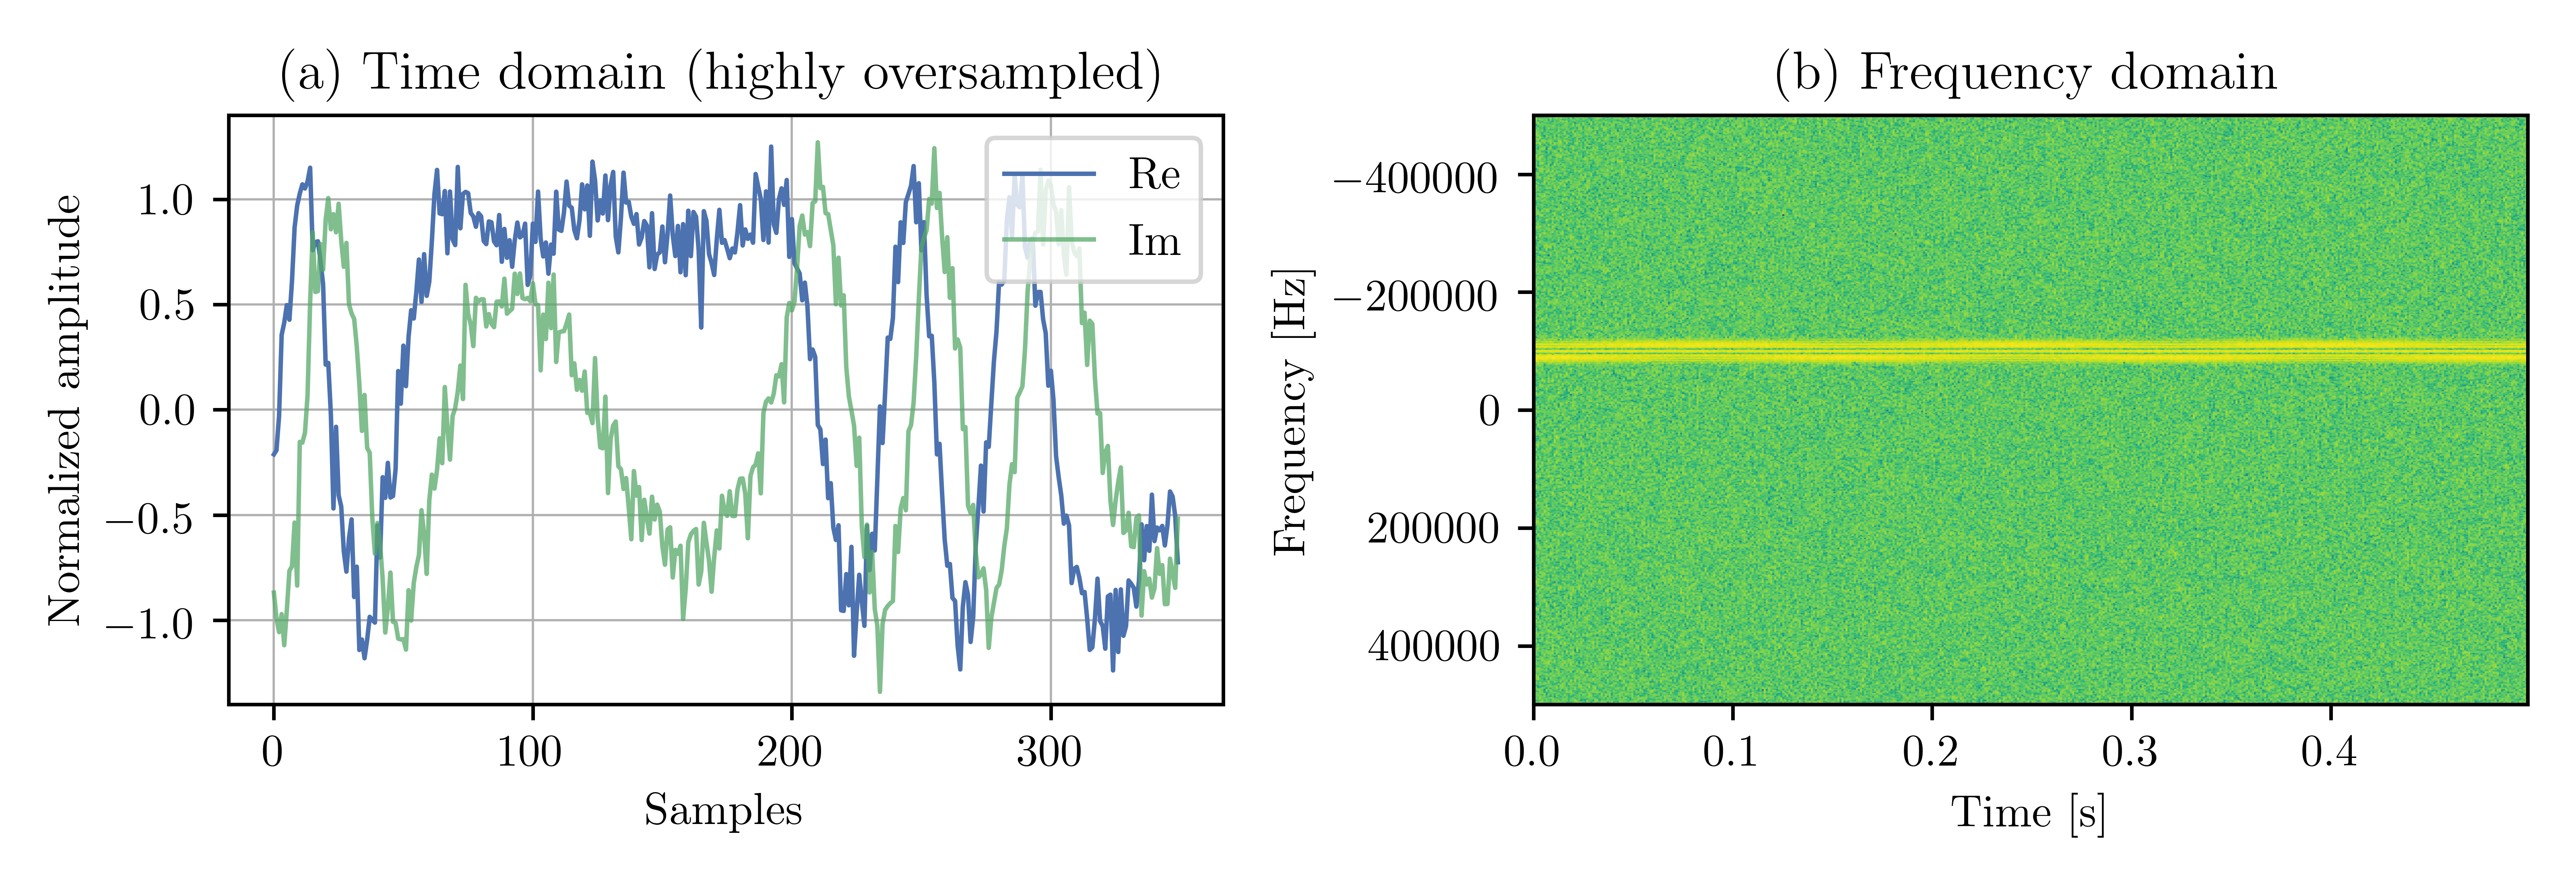 (a) Time domain (highly oversampled)
Normalized amplitude
1.0
0.5
0.0
−0.5
−1.0
Re
Im
0 100 200 300
Samples
(b) Frequency domain
Frequency [Hz]
−400000
−200000
0
200000
400000
0.0 0.1 0.2 0.3 0.4
Time [s]